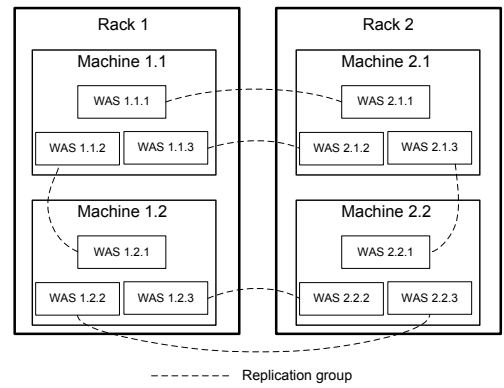 Rack 1
Machine 1.1
WAS 1.1.1
WAS 1.1.2
WAS 1.1.3
Machine 1.2
WAS 1.2.1
WAS 1.2.2
WAS 1.2.3
Rack 2
Machine 2.1
WAS 2.1.1
WAS 2.1.2
WAS 2.1.3
Machine 2.2
WAS 2.2.1
WAS 2.2.2
WAS 2.2.3
Replication group